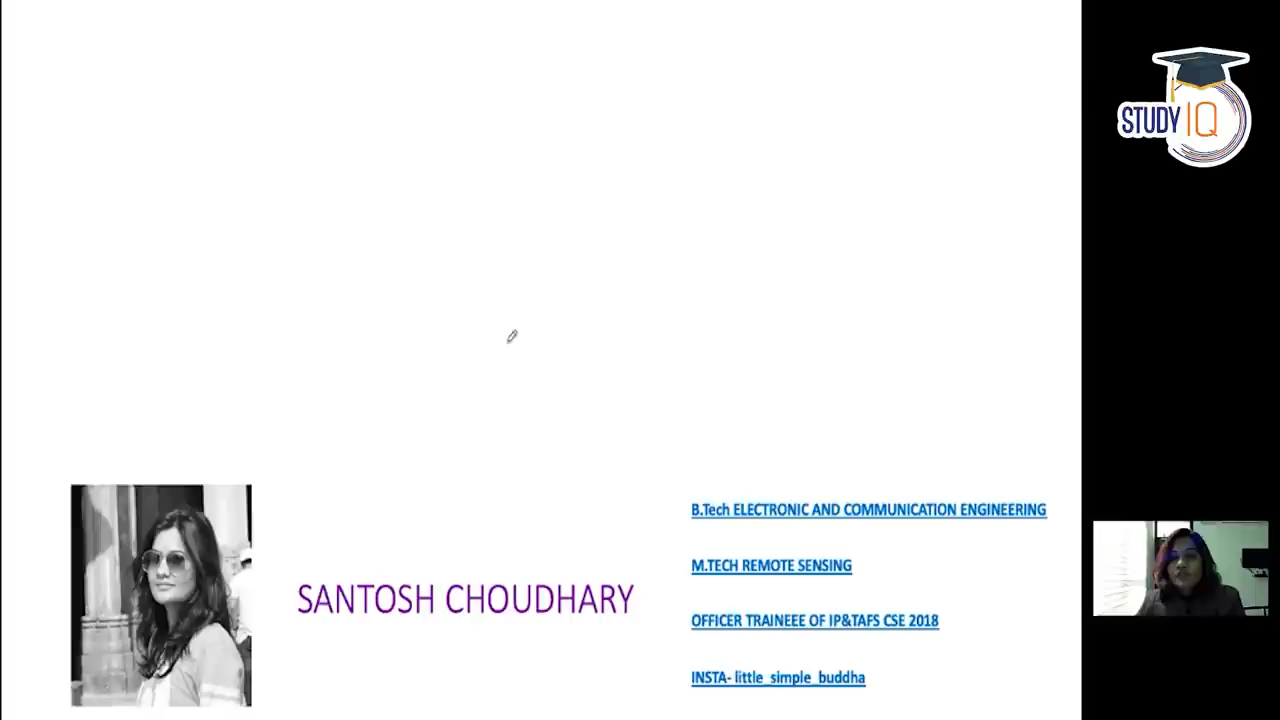 STUDY IQ
B.Tech ELECTRONIC AND COMMUNICATION ENGINEERING
M.TECH REMOTE SENSING
SANTOSH CHOUDHARY
OFFICER TRAINEEE OF IP&TAFS CSE 2018
INSTA- little_simple_buddha